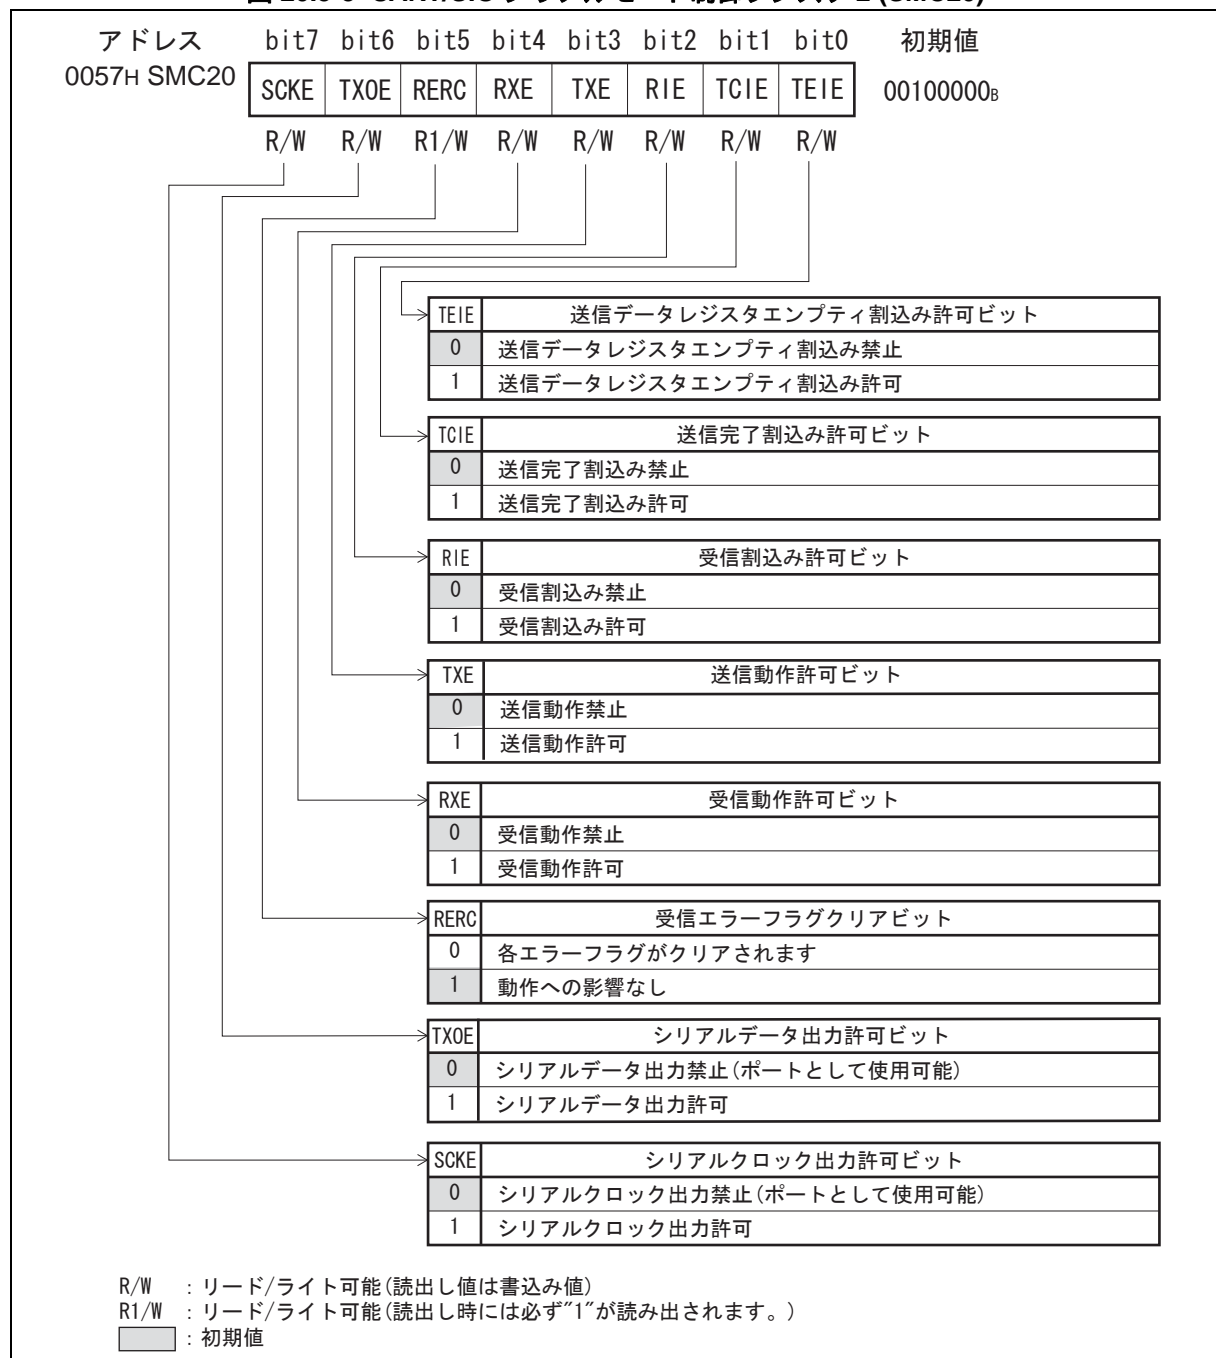 アドレス bit7 bit6 bit5 bit4 bit3 bit2 bit1 bit0 初期値
0057H SMC20 SCKE TXOE RERC RXE TXE RIE TCIE TEIE 00100000B
R/W R/W R1/W R/W R/W R/W R/W R/W
TEIE 送信データレジスタエンプティ割込み許可ビット
0 送信データレジスタエンプティ割込み禁止
1 送信データレジスタエンプティ割込み許可
TCIE 送信完了割込み許可ビット
0 送信完了割込み禁止
1 送信完了割込み許可
RIE 受信割込み許可ビット
0 受信割込み禁止
1 受信割込み許可
TXE 送信動作許可ビット
0 送信動作禁止
1 送信動作許可
RXE 受信動作許可ビット
0 受信動作禁止
1 受信動作許可
RERC 受信エラーフラグクリアビット
0 各エラーフラグがクリアされます
1 動作への影響なし
TXOE シリアルデータ出力許可ビット
0 シリアルデータ出力禁止(ポートとして使用可能)
1 シリアルデータ出力許可
SCKE シリアルクロック出力許可ビット
0 シリアルクロック出力禁止(ポートとして使用可能)
1 シリアルクロック出力許可
R/W : リード/ライト可能(読出し値は書込み値)
R1/W : リード/ライト可能(読出し時には必ず"1"が読み出されます。)
: 初期値